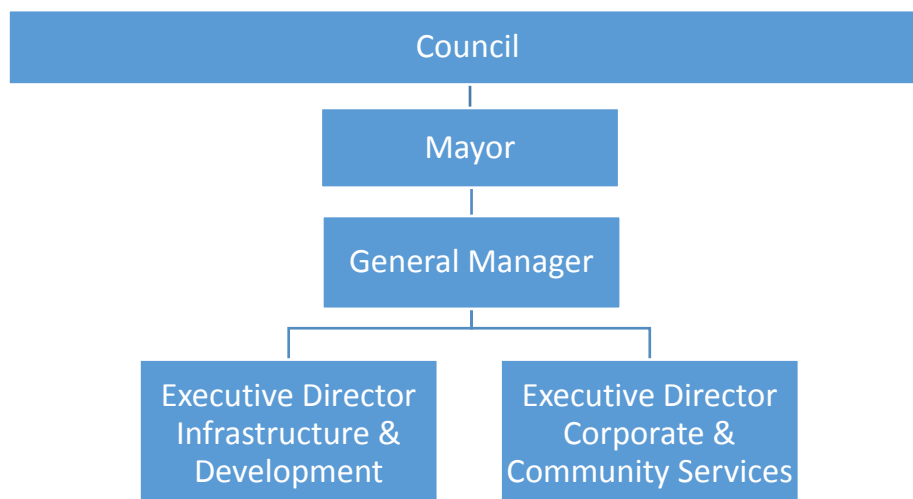 Council
Mayor
General Manager
Executive Director
Infrastructure &
Development
Executive Director
Corporate &
Community Services